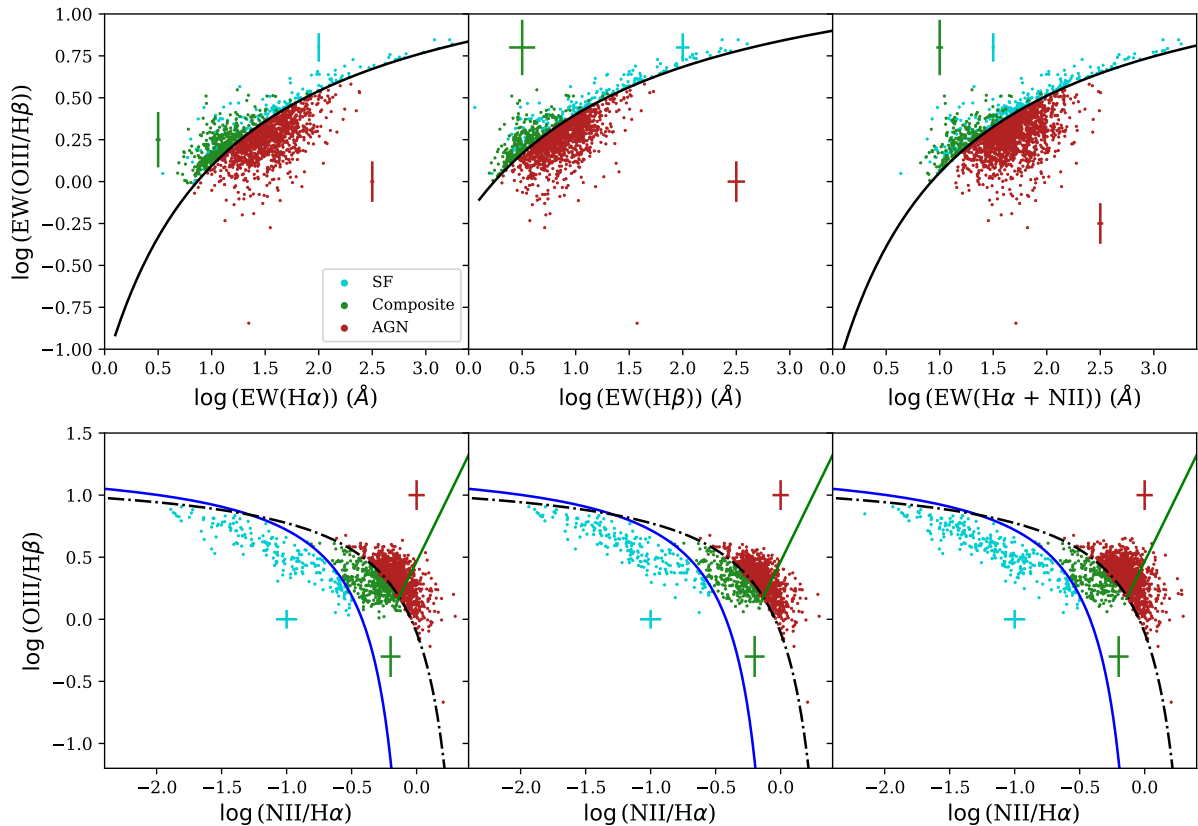 1.00
0.75
0.50
0.25
0.00
−0.25
−0.50
−0.75
−1.00
log (EW(OIII/Hβ))
SF
Composite
AGN
0.0 0.5 1.0 1.5 2.0 2.5 3.0 0.0 0.5 1.0 1.5 2.0 2.5 3.0 0.0 0.5 1.0 1.5 2.0 2.5 3.0
log (EW(Hα)) (Å) log (EW(Hβ)) (Å) log (EW(Hα + NII)) (Å)
1.5
1.0
0.5
0.0
−0.5
−1.0
log (OIII/Hβ)
−2.0 −1.5 −1.0 −0.5 0.0 −2.0 −1.5 −1.0 −0.5 0.0 −2.0 −1.5 −1.0 −0.5 0.0
log (NII/Hα) log (NII/Hα) log (NII/Hα)